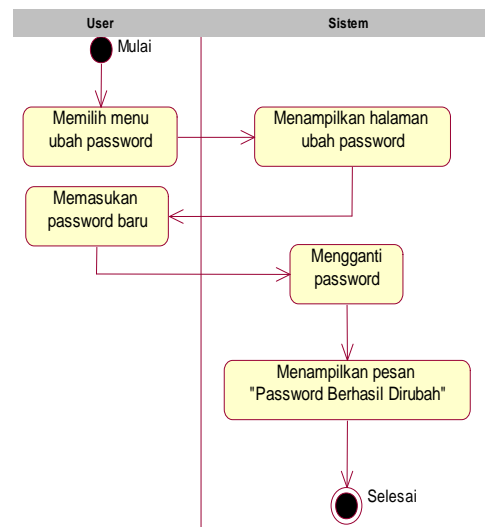 User
Sistem
Mulai
Memilih menu
ubah password
Menampilkan halaman
ubah password
Memasukan
password baru
Mengganti
password
Menampilkan pesan
"Password Berhasil Dirubah"
Selesai